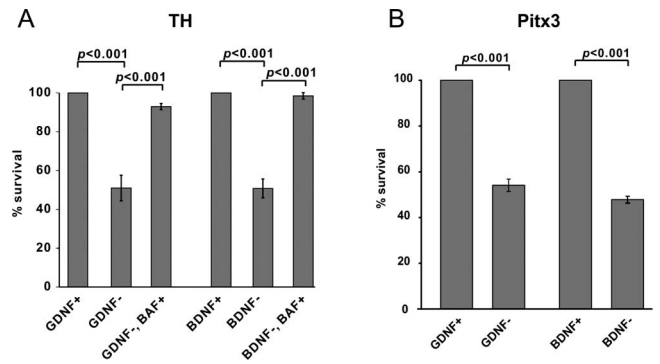 A TH
p<0.001 p<0.001
p<0.001 p<0.001
% survival
100
80
60
40
20
0
GDNF+ GDNF- GDNF-, BAF+ BDNF+ BDNF- BDNF-, BAF+
B Pitx3
p<0.001 p<0.001
% survival
100
80
60
40
20
0
GDNF+ GDNF- BDNF+ BDNF-